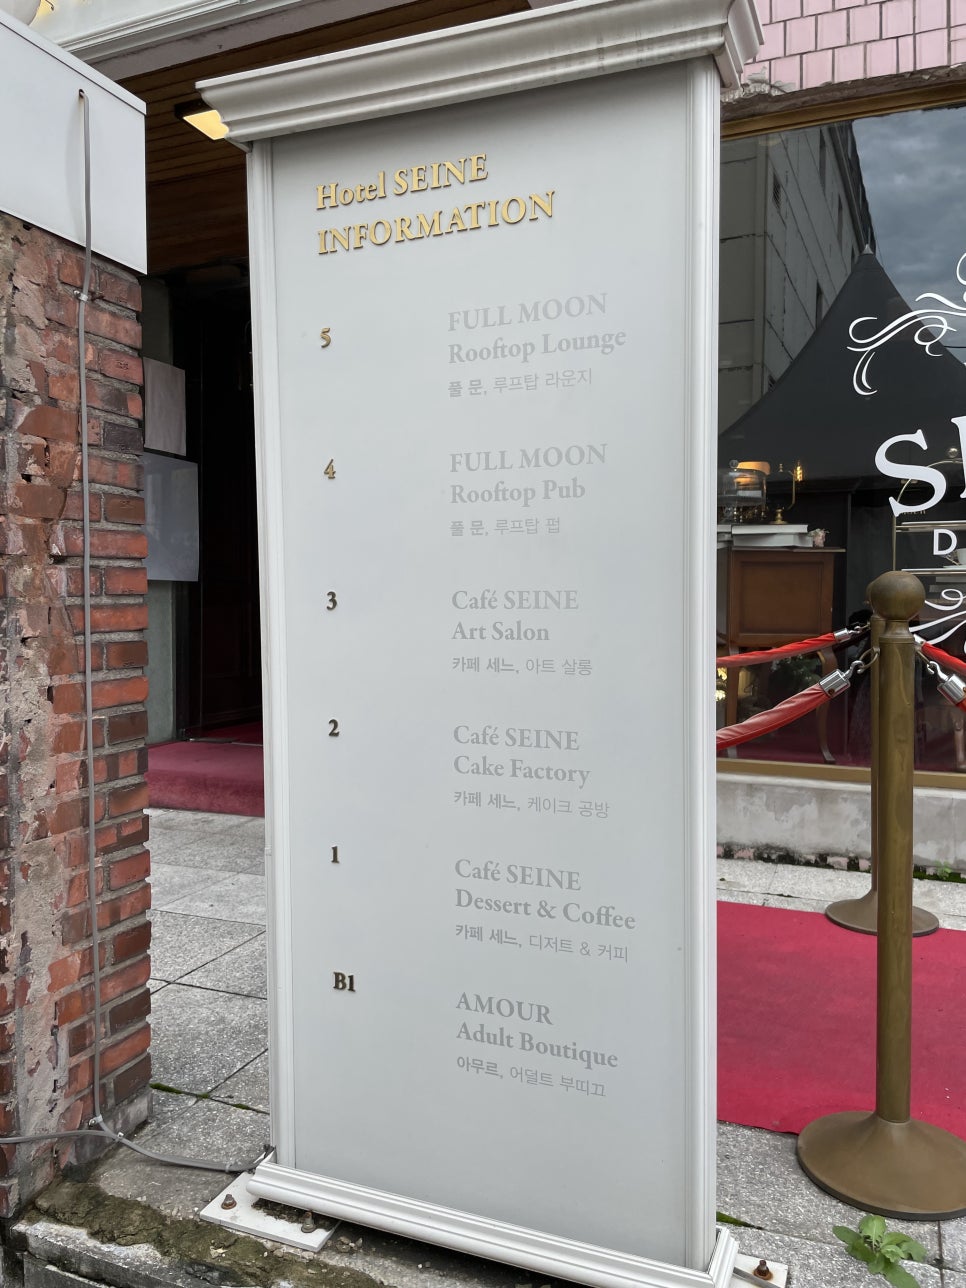 Hotel SEINE
INFORMATION
5
FULL MOON
Rooftop Lounge
풀 문, 루프탑 라운지
4
FULL MOON
Rooftop Pub
풀 문, 루프탑 펍
3
Café SEINE
Art Salon
카페 세느, 아트 살롱
2
Café SEINE
Cake Factory
카페 세느, 케이크 공방
1
Café SEINE
Dessert & Coffee
카페 세느, 디저트 & 커피
B1
AMOUR
Adult Boutique
아무르, 어덜트 부띠끄
S
D